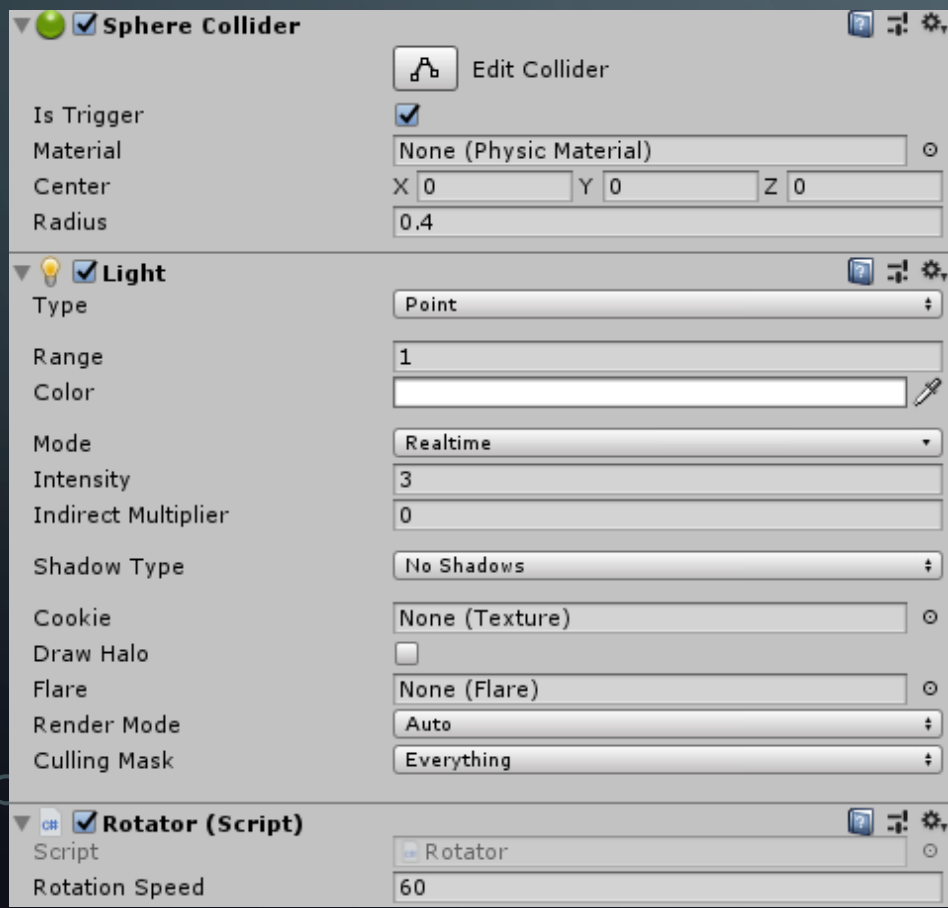 Sphere Collider
Edit Collider
Is Trigger
Material None (Physic Material)
Center X 0 Y 0 Z 0
Radius 0.4
Light
Type Point
Range 1
Color
Mode Realtime
Intensity 3
Indirect Multiplier 0
Shadow Type No Shadows
Cookie None (Texture)
Draw Halo
Flare None (Flare)
Render Mode Auto
Culling Mask Everything
c# Rotator (Script)
Script Rotator
Rotation Speed 60